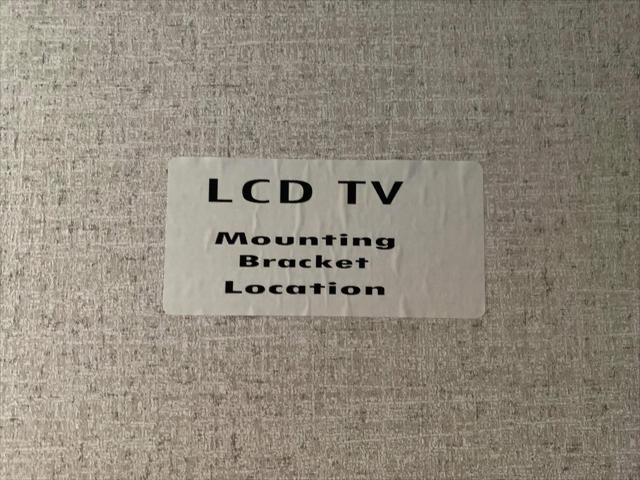 LCD TV
Mounting
Bracket
Location